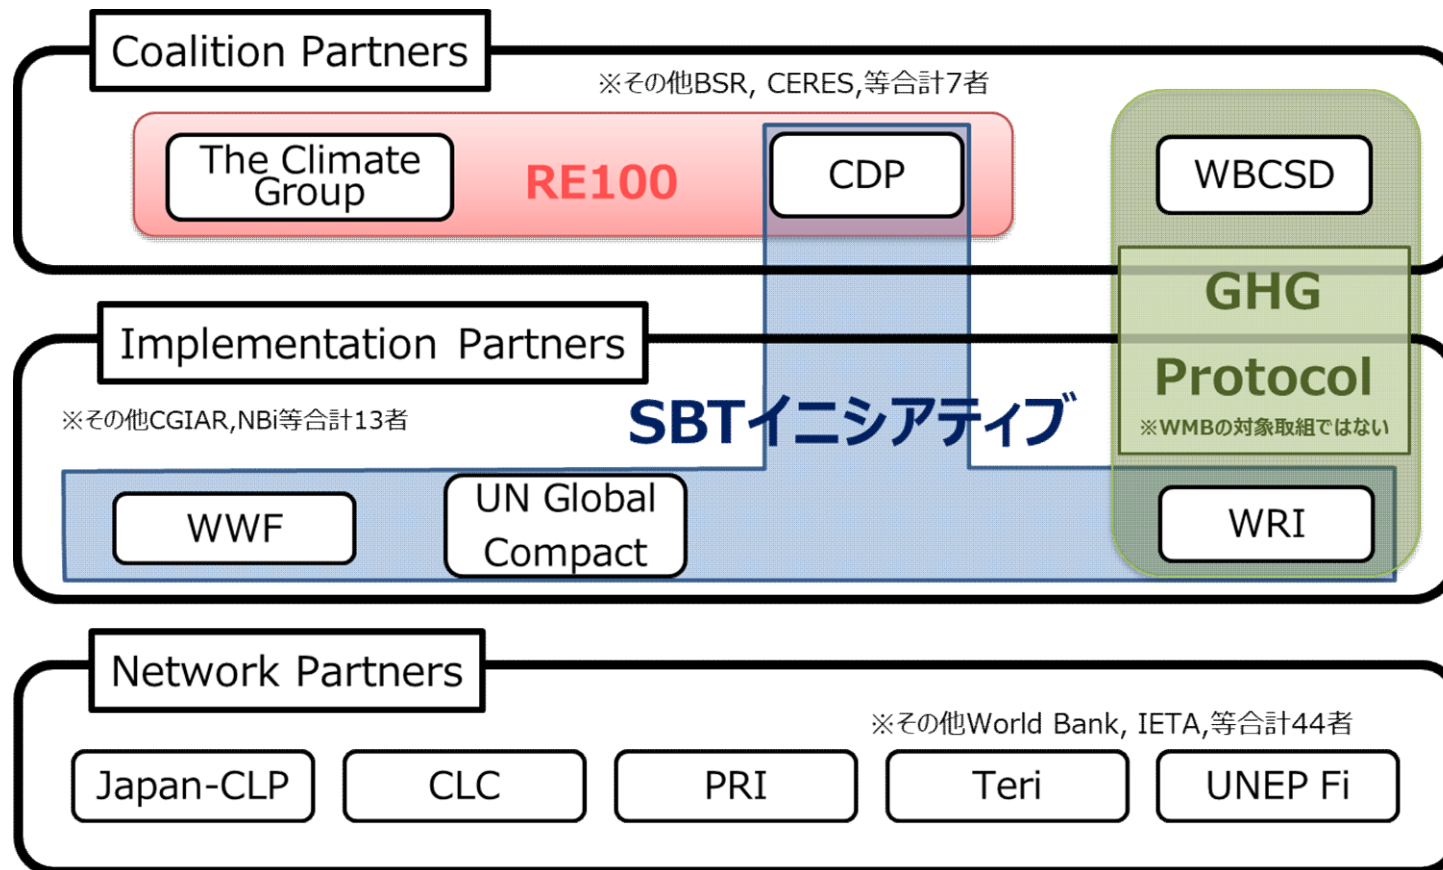 Coalition Partners
※その他BSR, CERES,等合計7者
The Climate
Group
RE100
CDP
WBCSD
GHG
Protocol
※WMBの対象取組ではない
Implementation Partners
※その他CGIAR,NBi等合計13者
SBTイニシアティブ
WWF
UN Global
Compact
WRI
Network Partners
※その他World Bank, IETA,等合計44者
Japan-CLP
CLC
PRI
Teri
UNEP Fi